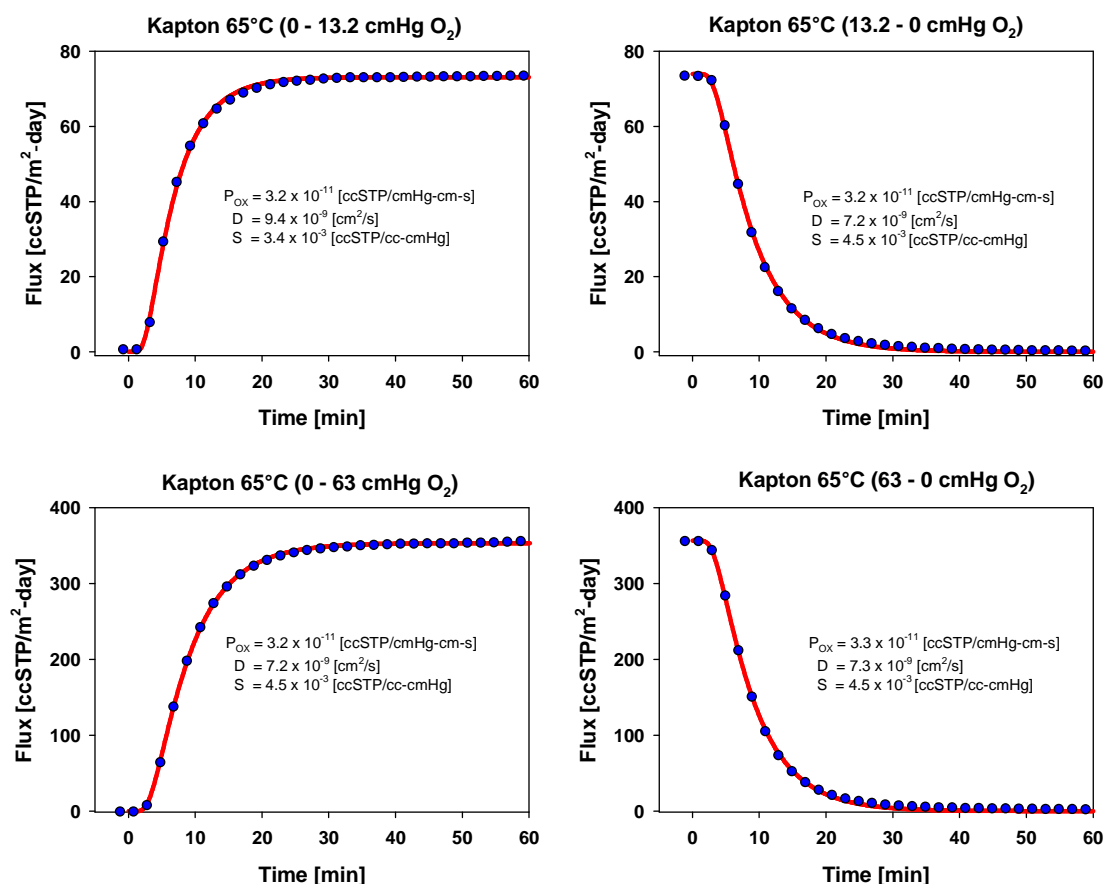 Kapton 65°C (0 - 13.2 cmHg O₂)
Flux [ccSTP/m²-day]
80
60
40
20
0
P_OX = 3.2 x 10⁻¹¹ [ccSTP/cmHg-cm-s]
D = 9.4 x 10⁻⁹ [cm²/s]
S = 3.4 x 10⁻³ [ccSTP/cc-cmHg]
0 10 20 30 40 50 60
Time [min]
Kapton 65°C (13.2 - 0 cmHg O₂)
Flux [ccSTP/m²-day]
80
60
40
20
0
P_OX = 3.2 x 10⁻¹¹ [ccSTP/cmHg-cm-s]
D = 7.2 x 10⁻⁹ [cm²/s]
S = 4.5 x 10⁻³ [ccSTP/cc-cmHg]
0 10 20 30 40 50 60
Time [min]
Kapton 65°C (0 - 63 cmHg O₂)
Flux [ccSTP/m²-day]
400
300
200
100
0
P_OX = 3.2 x 10⁻¹¹ [ccSTP/cmHg-cm-s]
D = 7.2 x 10⁻⁹ [cm²/s]
S = 4.5 x 10⁻³ [ccSTP/cc-cmHg]
0 10 20 30 40 50 60
Time [min]
Kapton 65°C (63 - 0 cmHg O₂)
Flux [ccSTP/m²-day]
400
300
200
100
0
P_OX = 3.3 x 10⁻¹¹ [ccSTP/cmHg-cm-s]
D = 7.3 x 10⁻⁹ [cm²/s]
S = 4.5 x 10⁻³ [ccSTP/cc-cmHg]
0 10 20 30 40 50 60
Time [min]